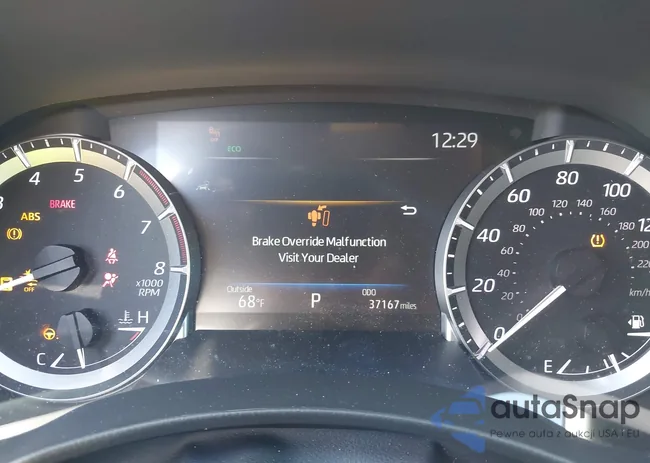 ECO
12:29
4 5 6 7 8
x1000
RPM
ABS
BRAKE
OFF
C H
Brake Override Malfunction
Visit Your Dealer
Outside
68°F
P
ODO
37167 miles
0 20 40 60 80 100 12
20 80 100 120 140 160 180 200 220
km/h
E
autaSnap
Pewne auta z aukcji USA i EU